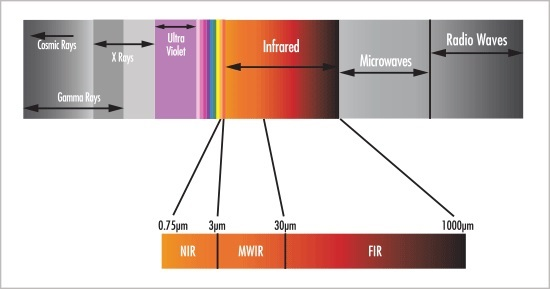 Cosmic Rays
X Rays
Gamma Rays
Ultra
Violet
Infrared
Microwaves
Radio Waves
0.75µm
3µm
30µm
1000µm
NIR
MWIR
FIR